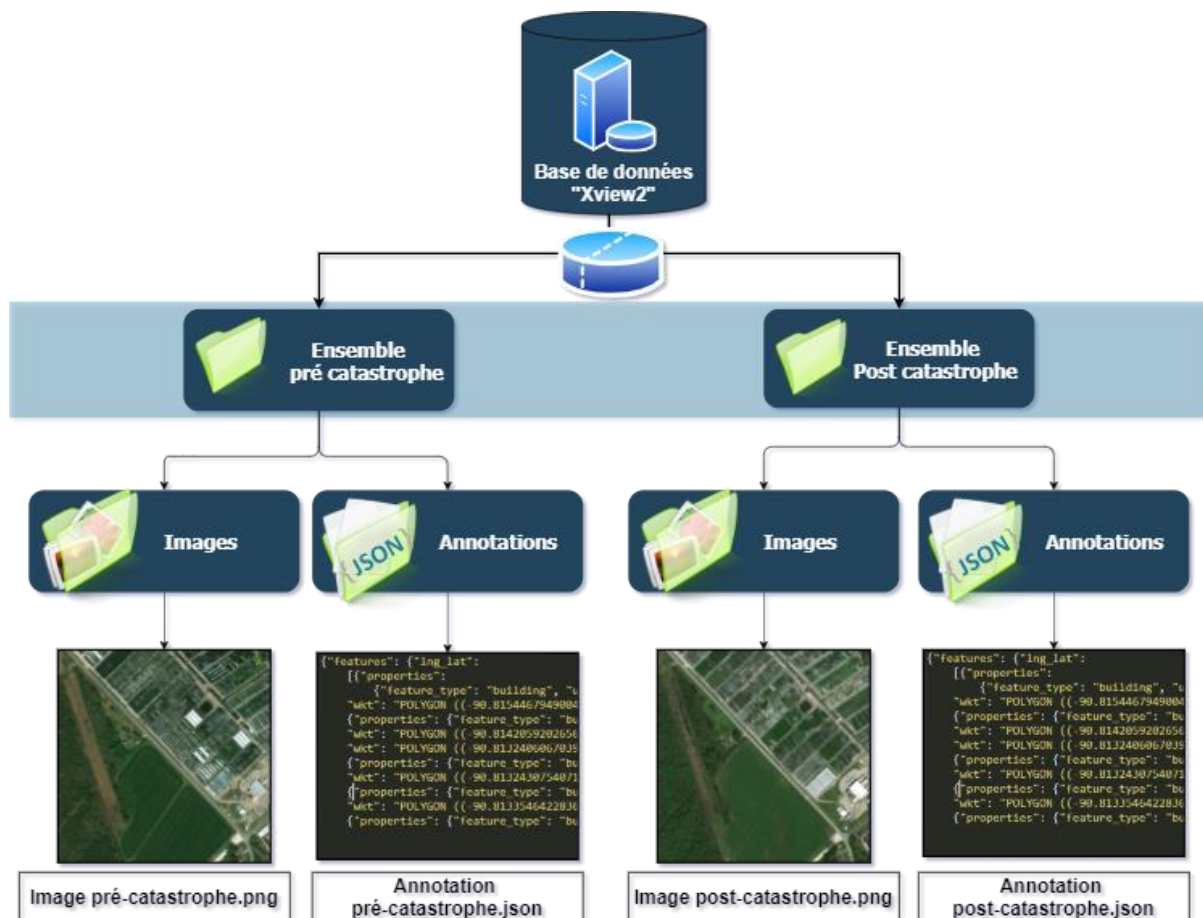 Base de données
"Xview2"
Ensemble
pré catastrophe
Ensemble
Post catastrophe
Images
Annotations
Images
Annotations
{JSON}
{JSON}
{"features": {"lng_lat":
[{"properties":
{"feature_type": "building", "u
"wkt": "POLYGON ((-90.8154467949004
{"properties": {"feature_type": "bu
"wkt": "POLYGON ((-90.8142059202656
"wkt": "POLYGON ((-90.8132406067039
{"properties": {"feature_type": "bu
"wkt": "POLYGON ((-90.8132430754071
{"properties": {"feature_type": "bu
"wkt": "POLYGON ((-90.8133546422836
{"properties": {"feature_type": "bu
{"features": {"lng_lat":
[{"properties":
{"feature_type": "building", "u
"wkt": "POLYGON ((-90.8154467949004
{"properties": {"feature_type": "bu
"wkt": "POLYGON ((-90.8142059202656
"wkt": "POLYGON ((-90.8132406067039
{"properties": {"feature_type": "bu
"wkt": "POLYGON ((-90.8132430754071
{"properties": {"feature_type": "bu
"wkt": "POLYGON ((-90.8133546422836
{"properties": {"feature_type": "bu
Image pré-catastrophe.png
Annotation
pré-catastrophe.json
Image post-catastrophe.png
Annotation
post-catastrophe.json